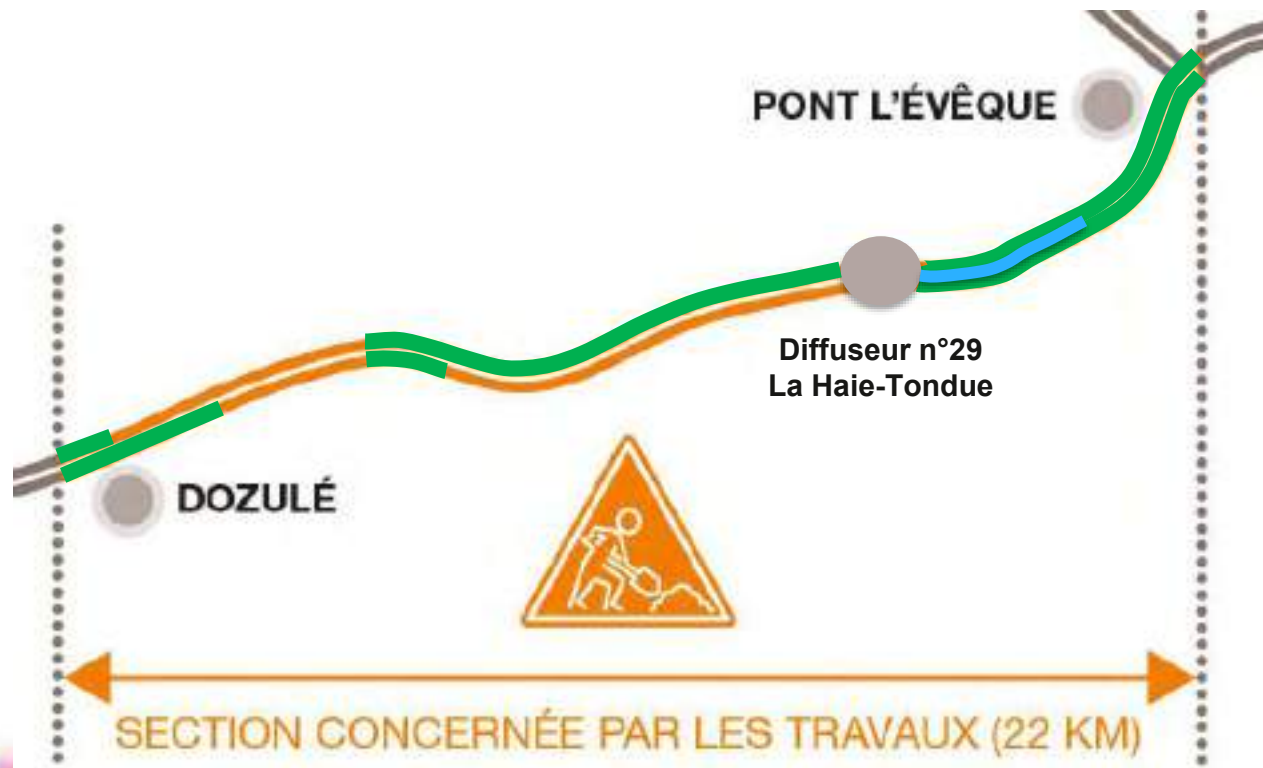 PONT L'ÉVÊQUE
Diffuseur n°29
La Haie-Tondue
DOZULÉ
SECTION CONCERNÉE PAR LES TRAVAUX (22 KM)